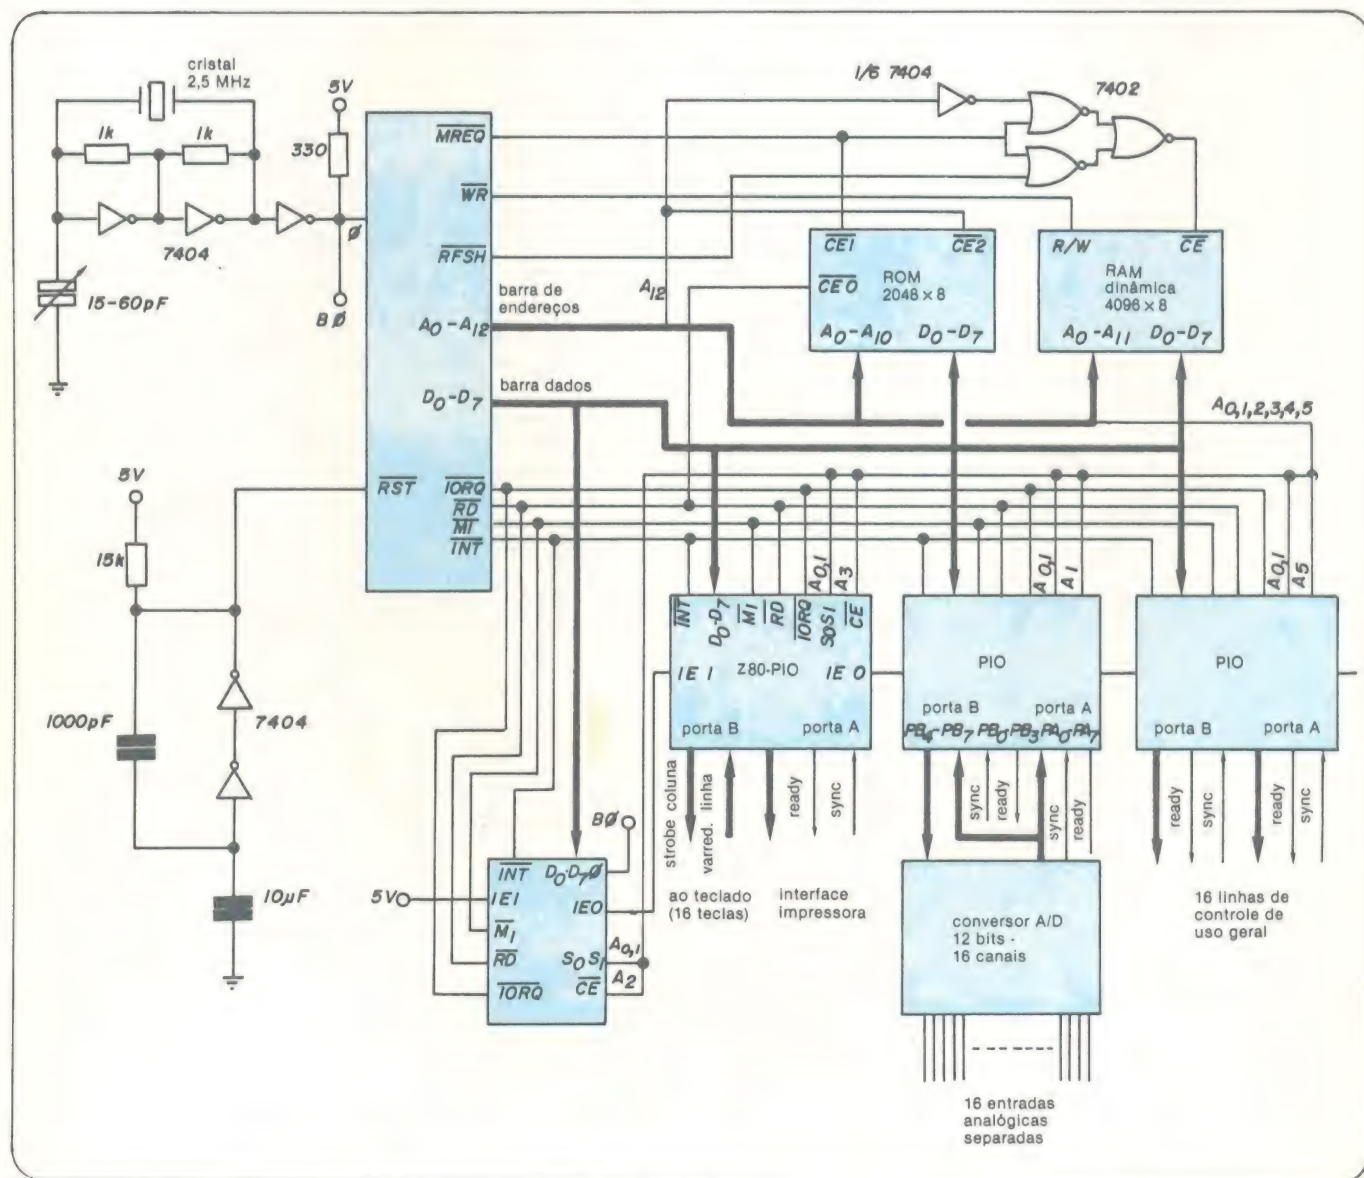 cristal
2,5 MHz
5V
1k
1k
330
7404
Ø
15-60pF
BØ
MREQ
WR
RFSH
A0-A12
D0-D7
RST
IORQ
RD
M1
INT
barra de
endereços
barra dados
A12
1/6 7404
7402
CE1
CE2
CE0
ROM
2048 × 8
A0-A10
D0-D7
R/W
CE
RAM
dinâmica
4096 × 8
A0-A11
D0-D7
A0,1,2,3,4,5
5V
15k
1000pF
7404
10µF
A0,1
A3
A0,1
A1
A0,1
A5
INT
D0-D7
M1
RD
IORQ
S0S1
CE
IE I
Z80-PIO
IE O
porta B
porta A
PIO
porta B
porta A
PB4-PB7
PB0-PB3
PA0-PA7
PIO
porta B
porta A
strobe coluna
varred. linha
ready
sync
sync
ready
sync
ready
ready
sync
ready
sync
ao teclado
(16 teclas)
interface
impressora
conversor A/D
12 bits -
16 canais
16 linhas de
controle de
uso geral
BØ
5V
INT
D0-D7
Ø
IEI
IEO
M1
RD
S0 S1
A0,1
IORQ
CE
A2
16 entradas
analógicas
separadas